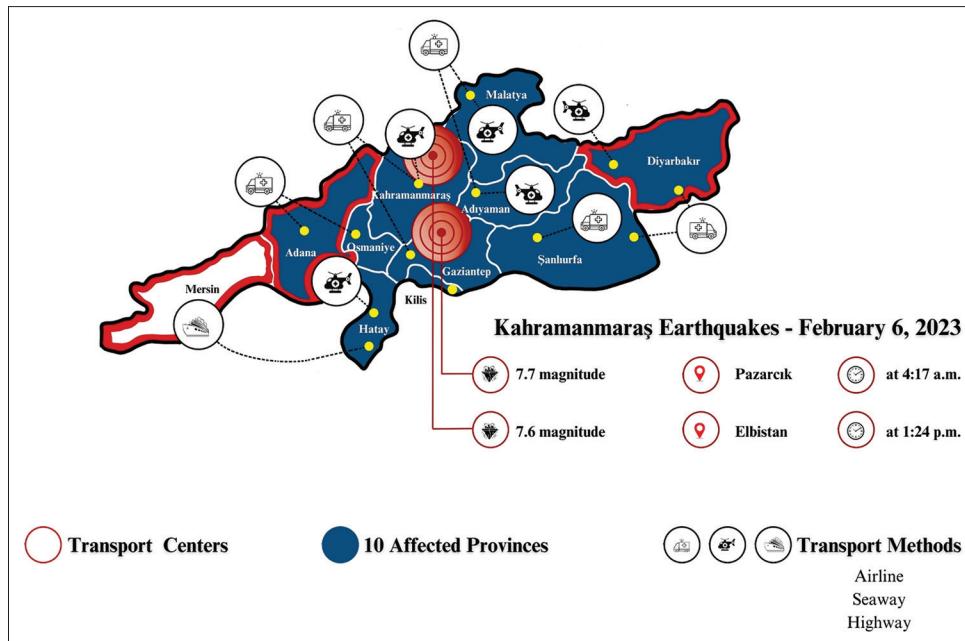 Malatya
Diyarbakır
Kahramanmaraş
Adıyaman
Adana
Osmaniye
Şanlıurfa
Gaziantep
Mersin
Kilis
Hatay
Kahramanmaraş Earthquakes - February 6, 2023
7.7 magnitude Pazarcık at 4:17 a.m.
7.6 magnitude Elbistan at 1:24 p.m.
Transport Centers 10 Affected Provinces Transport Methods
Airline
Seaway
Highway